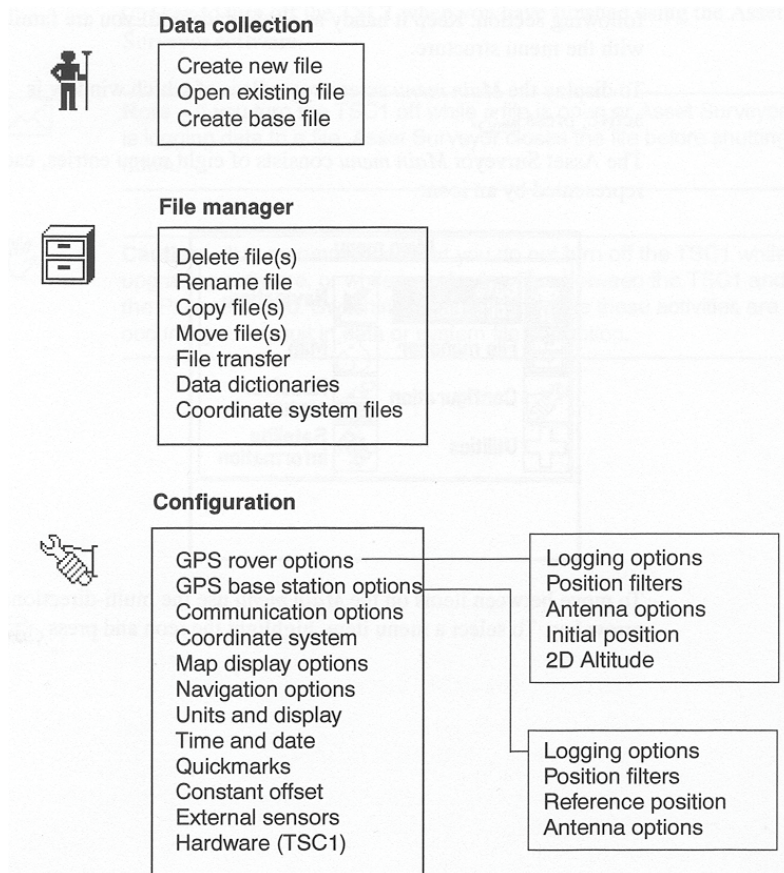 Data collection
Create new file
Open existing file
Create base file
File manager
Delete file(s)
Rename file
Copy file(s)
Move file(s)
File transfer
Data dictionaries
Coordinate system files
Configuration
GPS rover options
GPS base station options
Communication options
Coordinate system
Map display options
Navigation options
Units and display
Time and date
Quickmarks
Constant offset
External sensors
Hardware (TSC1)
Logging options
Position filters
Antenna options
Initial position
2D Altitude
Logging options
Position filters
Reference position
Antenna options